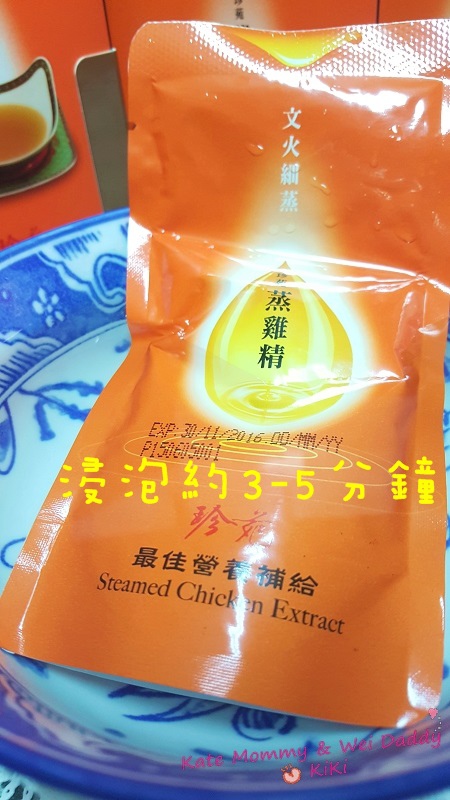 文火細蒸
蒸雞精
EXP 30/11/2016 DD/MM/YY
P150605001
浸泡約3-5分鐘
珍苑
最佳營養補給
Steamed Chicken Extract
Kate Mommy & Wei Daddy
KiKi